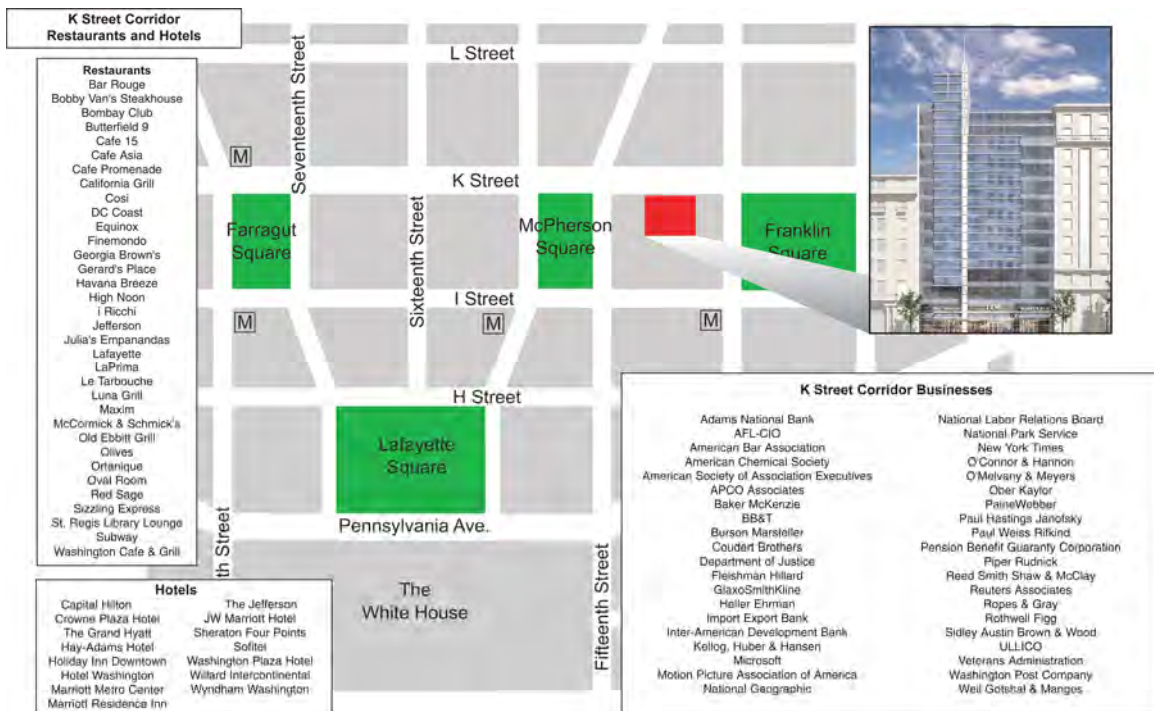 K Street Corridor
Restaurants and Hotels
Restaurants
Bar Rouge
Bobby Van's Steakhouse
Bombay Club
Butterfield 9
Cafe 15
Cafe Asia
Cafe Promenade
California Grill
Cosi
DC Coast
Equinox
Finemondo
Georgia Brown's
Gerard's Place
Havana Breeze
High Noon
i Ricchi
Jefferson
Julia's Empanandas
Lafayette
LaPrima
Le Tarbouche
Luna Grill
Maxim
McCormick & Schmick's
Old Ebbitt Grill
Olives
Ortanique
Oval Room
Red Sage
Sizzling Express
St. Regis Library Lounge
Subway
Washington Cafe & Grill
Hotels
Capital Hilton
Crowne Plaza Hotel
The Grand Hyatt
Hay-Adams Hotel
Holiday Inn Downtown
Hotel Washington
Marriott Metro Center
Marriott Residence Inn
The Jefferson
JW Marriott Hotel
Sheraton Four Points
Sofitel
Washington Plaza Hotel
Willard Intercontinental
Wyndham Washington
L Street
Seventeenth Street
M
K Street
Farragut
Square
Sixteenth Street
McPherson
Square
Franklin
Square
I Street
M
M
M
H Street
Lafayette
Square
Pennsylvania Ave.
th Street
The
White House
Fifteenth Street
K Street Corridor Businesses
Adams National Bank
AFL-CIO
American Bar Association
American Chemical Society
American Society of Association Executives
APCO Associates
Baker McKenzie
BB&T
Burson Marsteller
Coudert Brothers
Department of Justice
Fleishman Hillard
GlaxoSmithKline
Heller Ehrman
Import Export Bank
Inter-American Development Bank
Kellog, Huber & Hansen
Microsoft
Motion Picture Association of America
National Geographic
National Labor Relations Board
National Park Service
New York Times
O'Connor & Hannon
O'Melvany & Meyers
Ober Kaylor
PaineWebber
Paul Hastings Janofsky
Paul Weiss Rifkind
Pension Benefit Guaranty Corporation
Piper Rudnick
Reed Smith Shaw & McClay
Reuters Associates
Ropes & Gray
Rothwell Figg
Sidley Austin Brown & Wood
ULLICO
Veterans Administration
Washington Post Company
Weil Gotshal & Manges